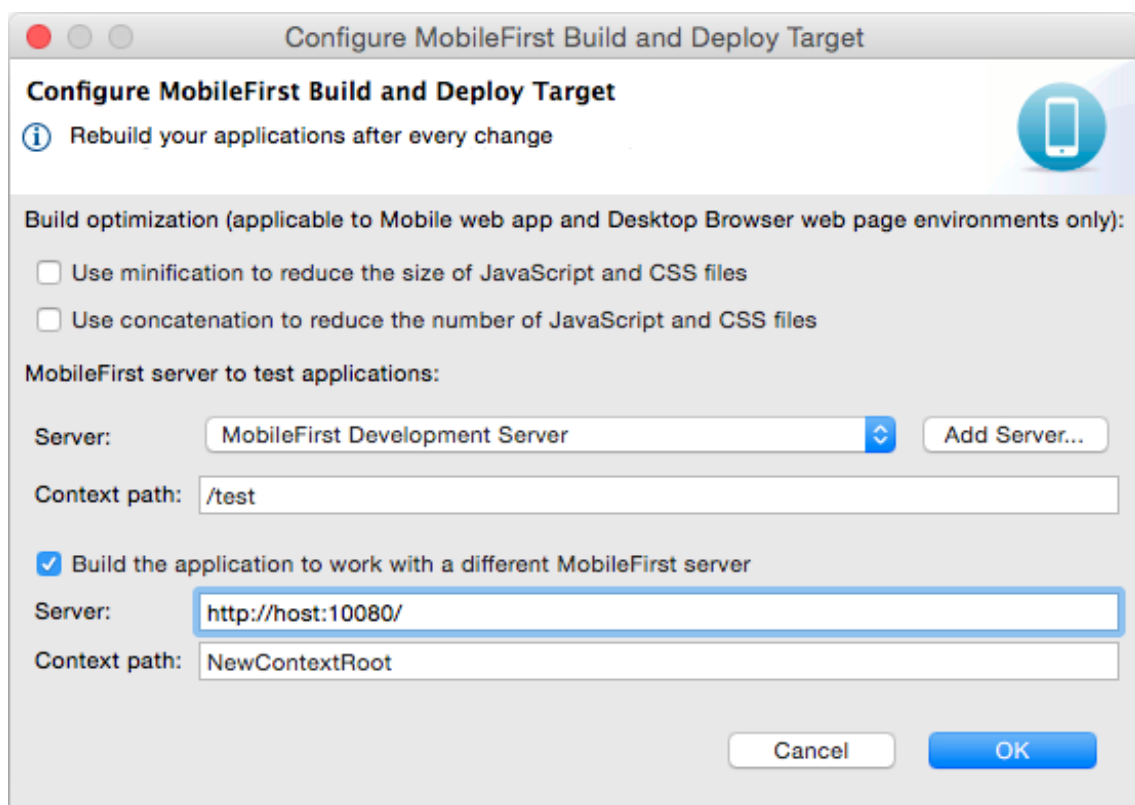 Configure MobileFirst Build and Deploy Target
Configure MobileFirst Build and Deploy Target
Rebuild your applications after every change
Build optimization (applicable to Mobile web app and Desktop Browser web page environments only):
Use minification to reduce the size of JavaScript and CSS files
Use concatenation to reduce the number of JavaScript and CSS files
MobileFirst server to test applications:
Server: MobileFirst Development Server Add Server...
Context path: /test
Build the application to work with a different MobileFirst server
Server: http://host:10080/
Context path: NewContextRoot
Cancel OK